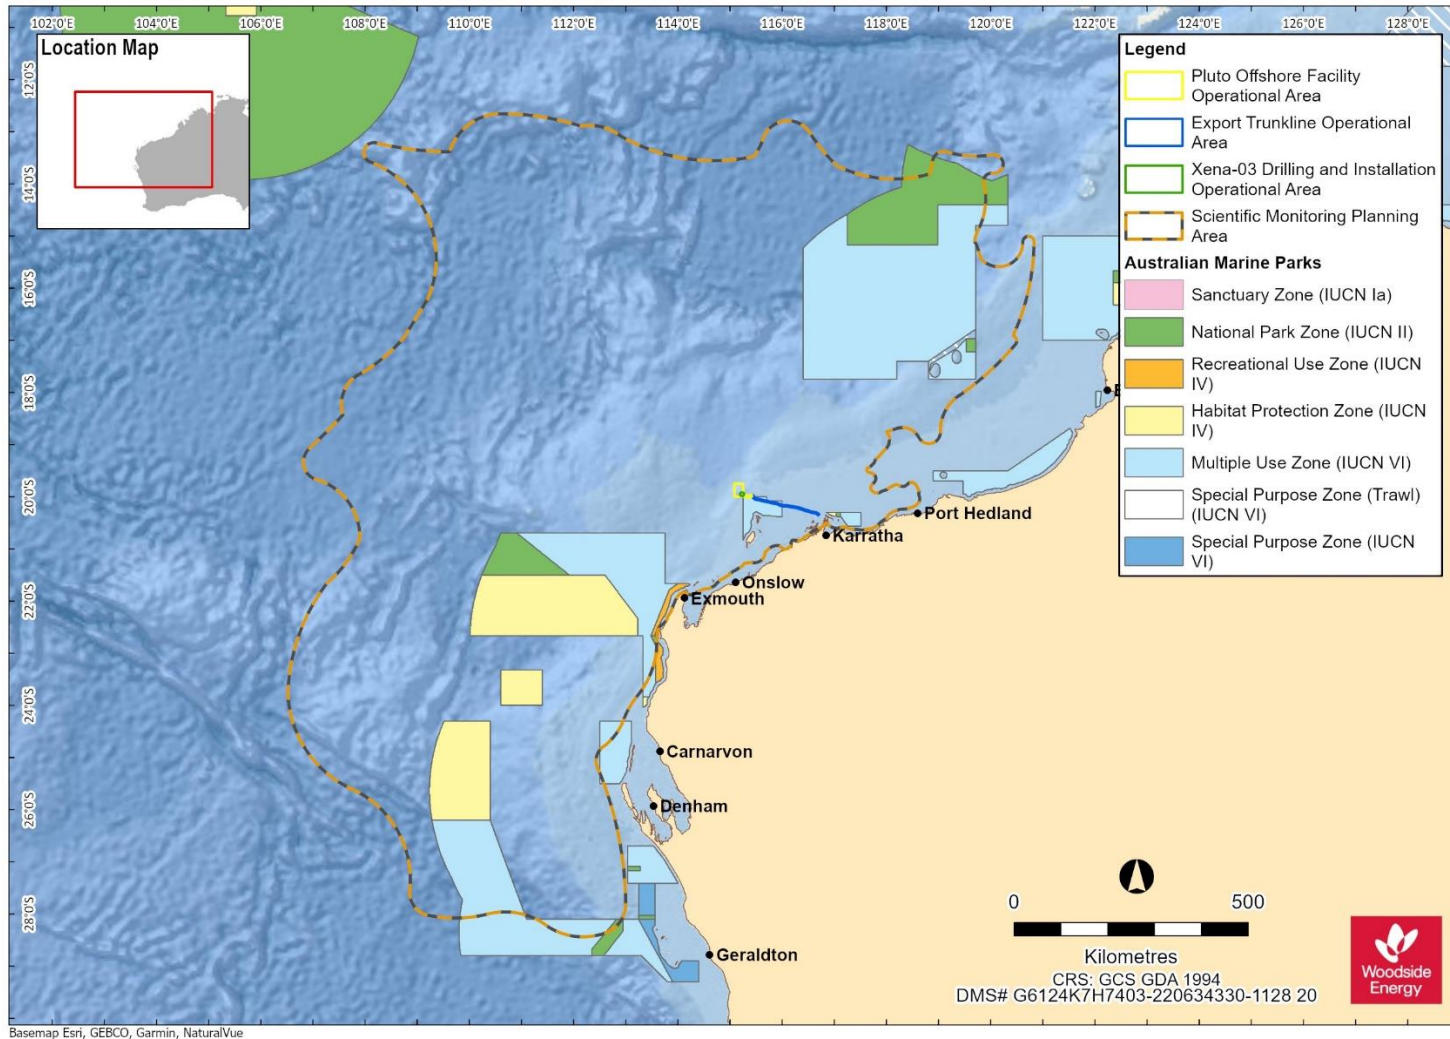 102°0'E 104°0'E 106°0'E 108°0'E 110°0'E 112°0'E 114°0'E 116°0'E 118°0'E 120°0'E 122°0'E 124°0'E 126°0'E 128°0'E
Location Map
12°0'S
14°0'S
16°0'S
18°0'S
20°0'S
22°0'S
24°0'S
26°0'S
28°0'S
Legend
Pluto Offshore Facility
Operational Area
Export Trunkline Operational
Area
Xena-03 Drilling and Installation
Operational Area
Scientific Monitoring Planning
Area
Australian Marine Parks
Sanctuary Zone (IUCN Ia)
National Park Zone (IUCN II)
Recreational Use Zone (IUCN
IV)
Habitat Protection Zone (IUCN
IV)
Multiple Use Zone (IUCN VI)
Special Purpose Zone (Trawl)
(IUCN VI)
Special Purpose Zone (IUCN
VI)
Port Hedland
Karratha
Onslow
Exmouth
Carnarvon
Denham
Geraldton
0 500
Kilometres
CRS: GCS GDA 1994
DMS# G6124K7H7403-220634330-1128 20
Woodside
Energy
Basemap Esri, GEBCO, Garmin, NaturalVue